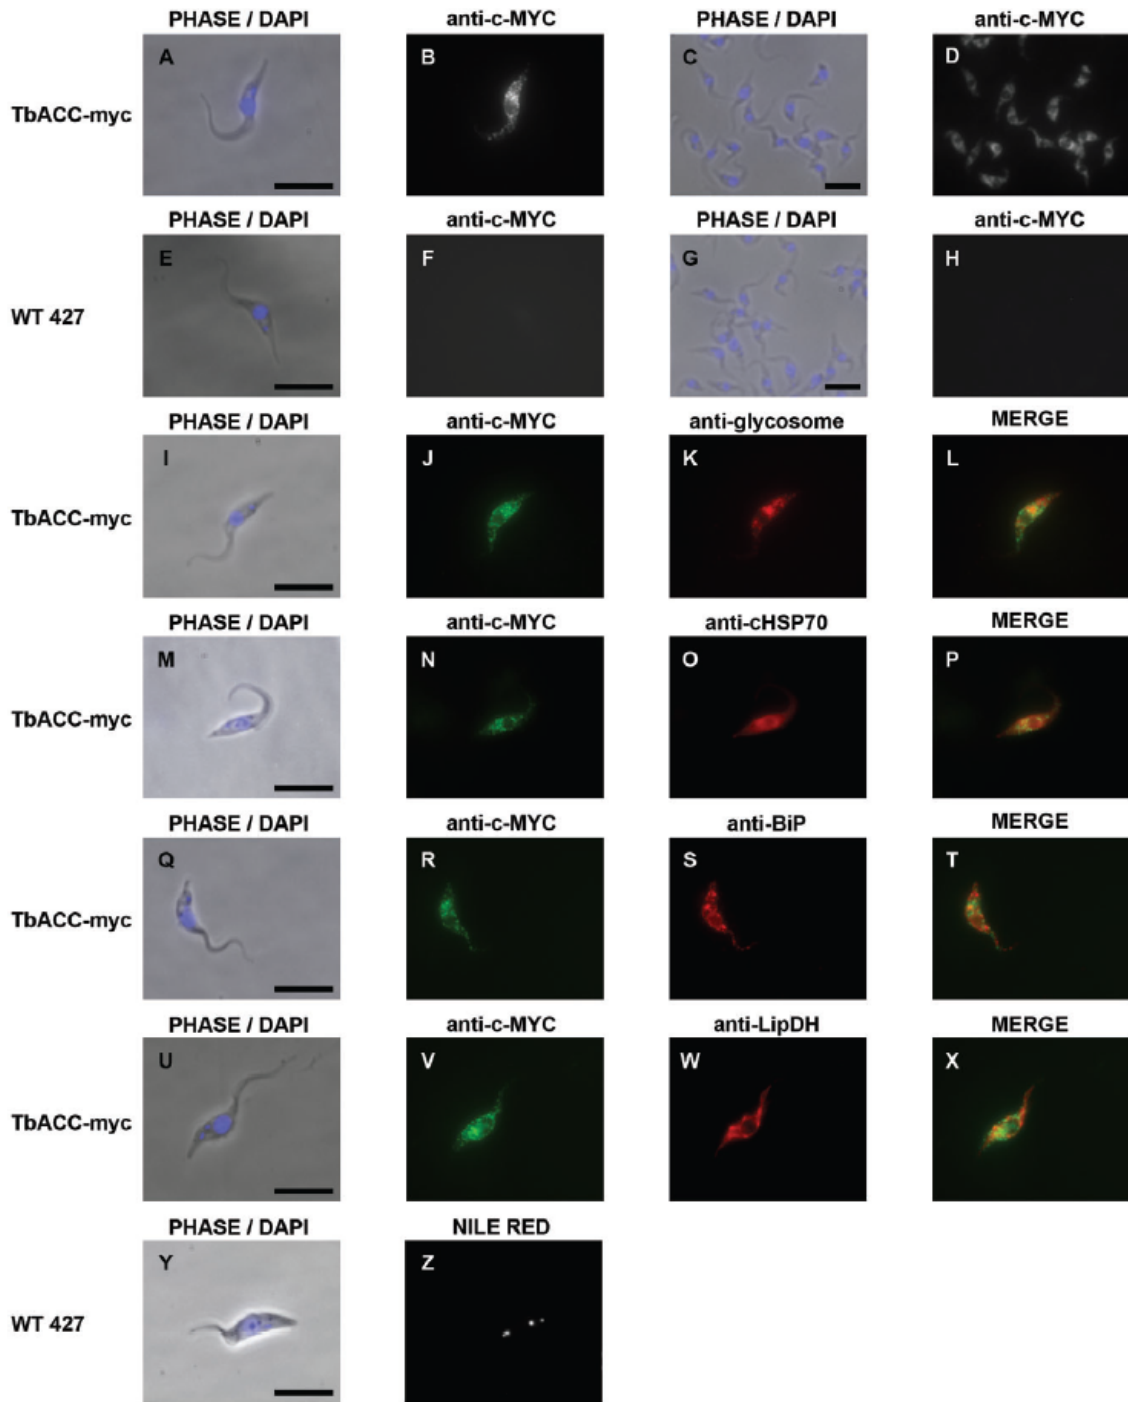 PHASE / DAPI anti-c-MYC PHASE / DAPI anti-c-MYC
TbACC-myc A B C D
PHASE / DAPI anti-c-MYC PHASE / DAPI anti-c-MYC
WT 427 E F G H
PHASE / DAPI anti-c-MYC anti-glycosome MERGE
TbACC-myc I J K L
PHASE / DAPI anti-c-MYC anti-cHSP70 MERGE
TbACC-myc M N O P
PHASE / DAPI anti-c-MYC anti-BiP MERGE
TbACC-myc Q R S T
PHASE / DAPI anti-c-MYC anti-LipDH MERGE
TbACC-myc U V W X
PHASE / DAPI NILE RED
WT 427 Y Z